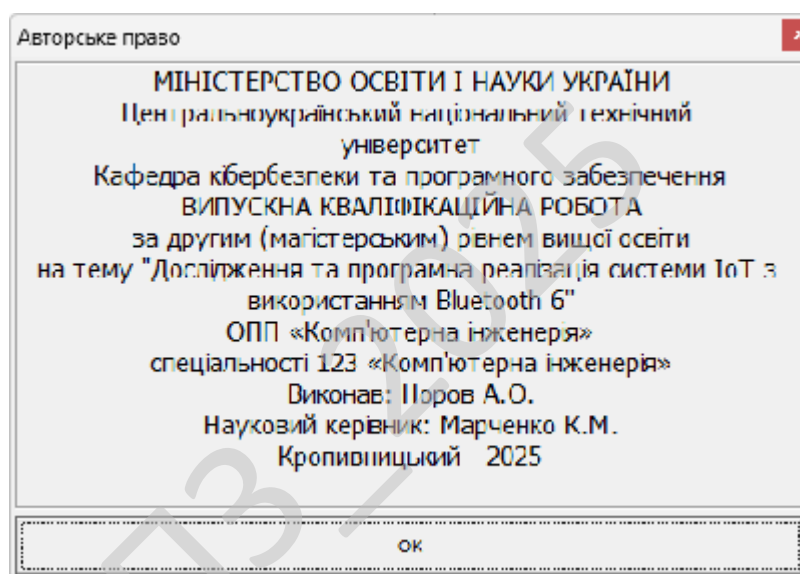 Авторське право
МІНІСТЕРСТВО ОСВІТИ І НАУКИ УКРАЇНИ
Центральноукраїнський національний технічний
університет
Кафедра кібербезпеки та програмного забезпечення
ВИПУСКНА КВАЛІФІКАЦІЙНА РОБОТА
за другим (магістерським) рівнем вищої освіти
на тему "Дослідження та програмна реалізація системи IoT з
використанням Bluetooth 6"
ОПП «Комп'ютерна інженерія»
спеціальності 123 «Комп'ютерна інженерія»
Виконав: А.О.
Науковий керівник: Марченко К.М.
Кропивницький 2025
ОК
ПЗ_2025